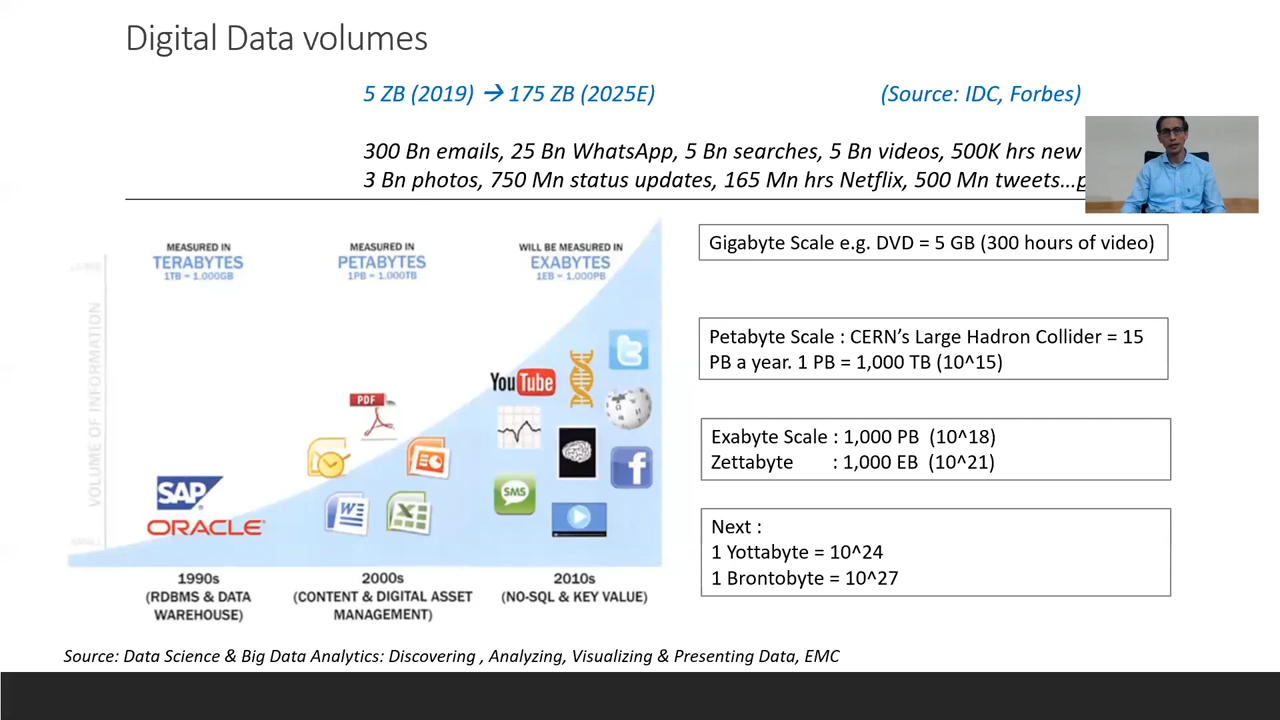 Digital Data volumes
5 ZB (2019) → 175 ZB (2025E)
(Source: IDC, Forbes)
300 Bn emails, 25 Bn WhatsApp, 5 Bn searches, 5 Bn videos, 500K hrs new
3 Bn photos, 750 Mn status updates, 165 Mn hrs Netflix, 500 Mn tweets…p
MEASURED IN
TERABYTES
1TB = 1,000GB
MEASURED IN
PETABYTES
1PB = 1,000TB
WILL BE MEASURED IN
EXABYTES
1EB = 1,000PB
VOLUME OF INFORMATION
LARGE
SMALL
SAP
ORACLE
PDF
YouTube
SMS
1990s
(RDBMS & DATA
WAREHOUSE)
2000s
(CONTENT & DIGITAL ASSET
MANAGEMENT)
2010s
(NO-SQL & KEY VALUE)
Gigabyte Scale e.g. DVD = 5 GB (300 hours of video)
Petabyte Scale : CERN’s Large Hadron Collider = 15
PB a year. 1 PB = 1,000 TB (10^15)
Exabyte Scale : 1,000 PB (10^18)
Zettabyte : 1,000 EB (10^21)
Next :
1 Yottabyte = 10^24
1 Brontobyte = 10^27
Source: Data Science & Big Data Analytics: Discovering , Analyzing, Visualizing & Presenting Data, EMC